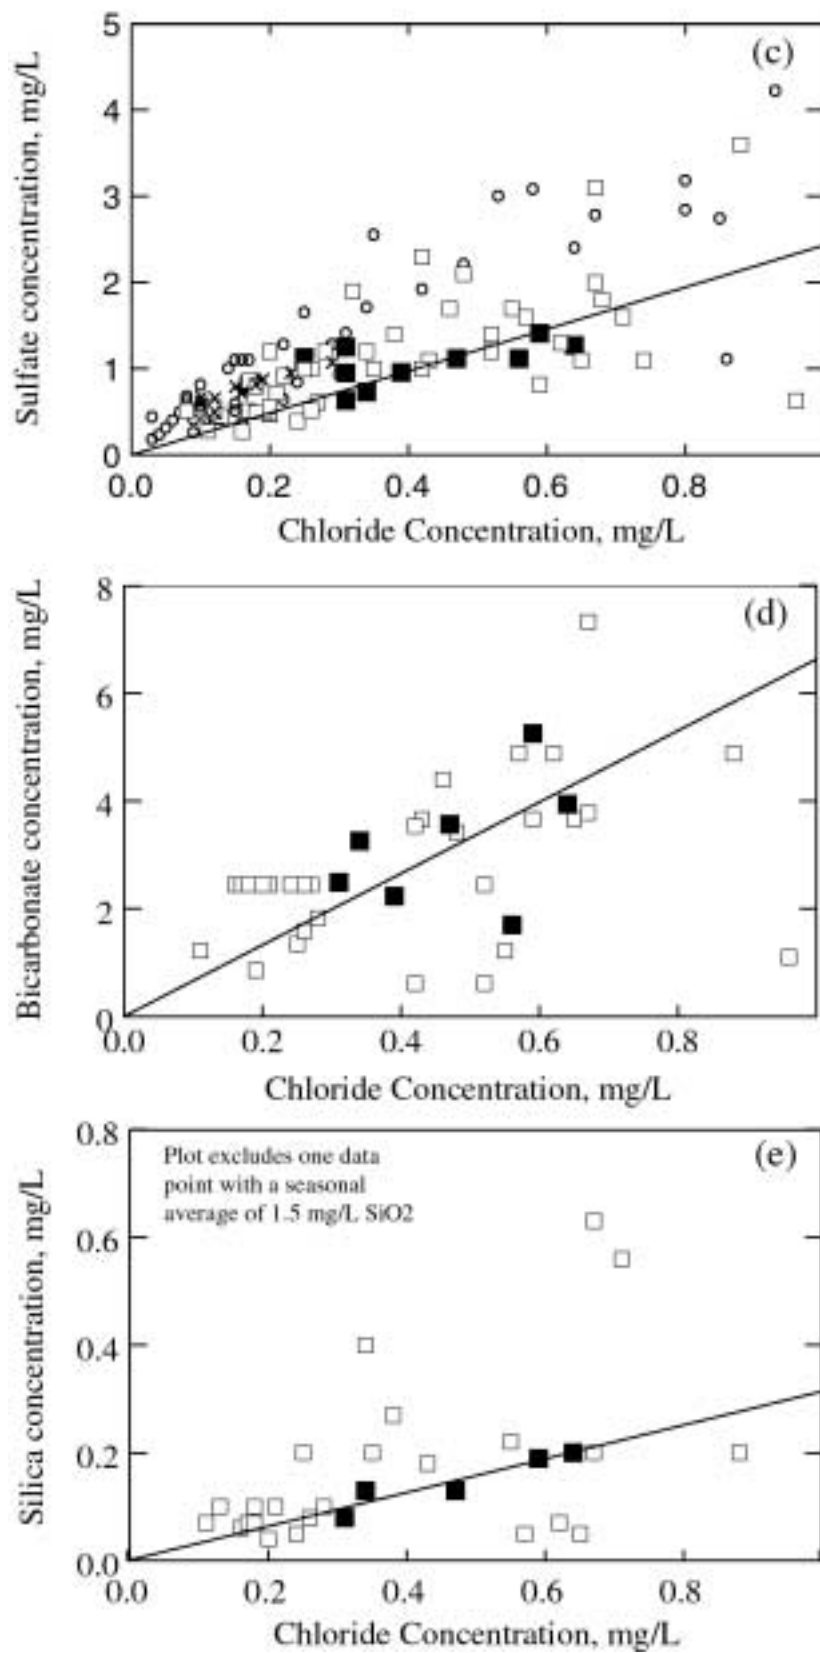 (c)
Sulfate concentration, mg/L
5
4
3
2
1
0
0.0 0.2 0.4 0.6 0.8
Chloride Concentration, mg/L
(d)
Bicarbonate concentration, mg/L
8
6
4
2
0
0.0 0.2 0.4 0.6 0.8
Chloride Concentration, mg/L
(e)
Plot excludes one data
point with a seasonal
average of 1.5 mg/L SiO2
Silica concentration, mg/L
0.8
0.6
0.4
0.2
0.0
0.0 0.2 0.4 0.6 0.8
Chloride Concentration, mg/L